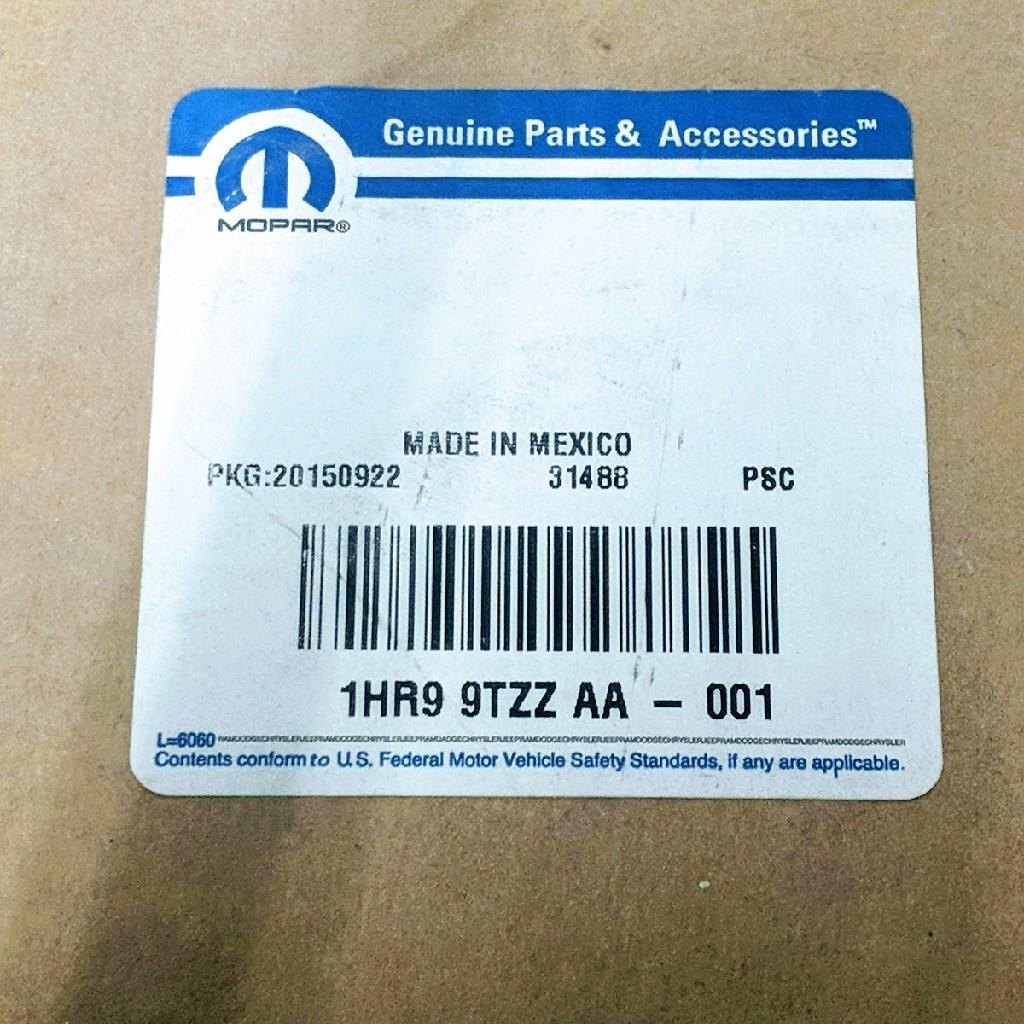 Genuine Parts & Accessories™
MOPAR®
MADE IN MEXICO
PKG:20150922 31488 PSC
1HR9 9TZZ AA – 001
L=6060
Contents conform to U.S. Federal Motor Vehicle Safety Standards, if any are applicable.